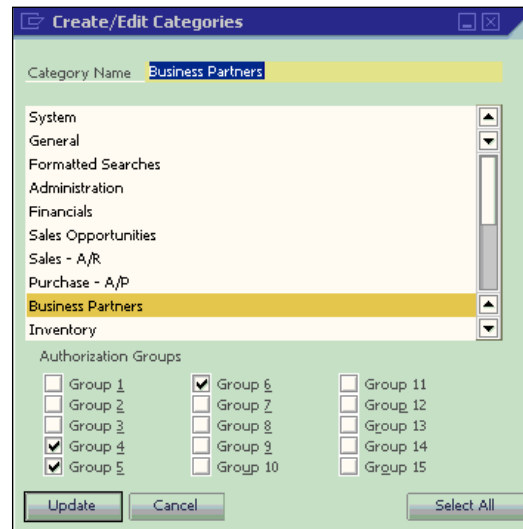 Create/Edit Categories
Category Name Business Partners
System
General
Formatted Searches
Administration
Financials
Sales Opportunities
Sales - A/R
Purchase - A/P
Business Partners
Inventory
Authorization Groups
Group 1 Group 6 Group 11
Group 2 Group 7 Group 12
Group 3 Group 8 Group 13
Group 4 Group 9 Group 14
Group 5 Group 10 Group 15
Update Cancel Select All